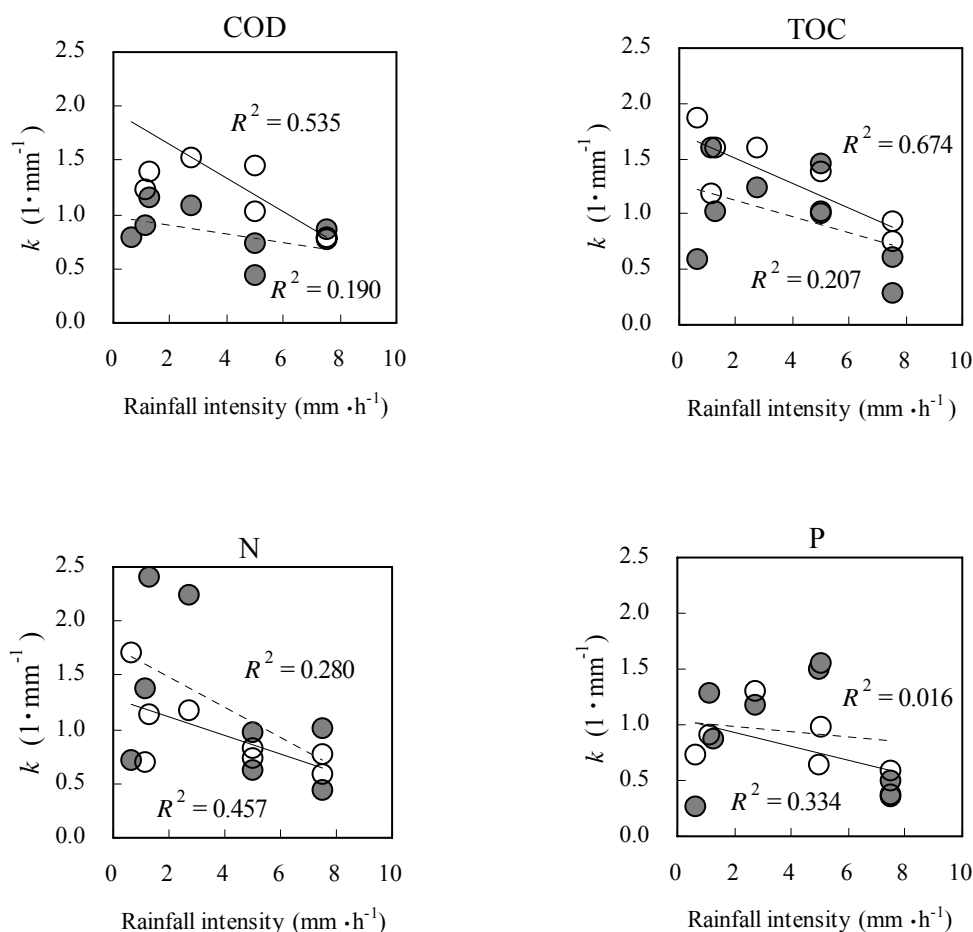 COD
2.5
2.0
1.5
1.0
0.5
0.0
k (1·mm⁻¹)
R² = 0.535
R² = 0.190
0 2 4 6 8 10
Rainfall intensity (mm ·h⁻¹)
TOC
2.5
2.0
1.5
1.0
0.5
0.0
k (1·mm⁻¹)
R² = 0.674
R² = 0.207
0 2 4 6 8 10
Rainfall intensity (mm ·h⁻¹)
N
2.5
2.0
1.5
1.0
0.5
0.0
k (1·mm⁻¹)
R² = 0.280
R² = 0.457
0 2 4 6 8 10
Rainfall intensity (mm ·h⁻¹)
P
2.5
2.0
1.5
1.0
0.5
0.0
k (1·mm⁻¹)
R² = 0.016
R² = 0.334
0 2 4 6 8 10
Rainfall intensity (mm ·h⁻¹)